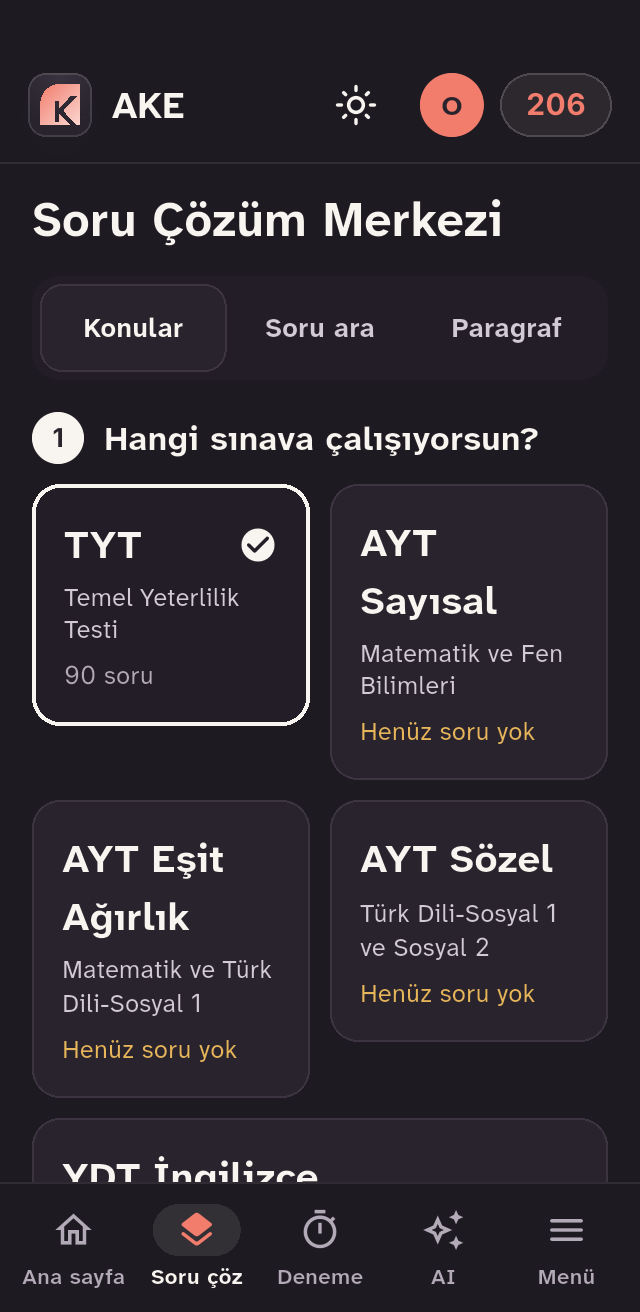 K
AKE
O
206
Soru Çözüm Merkezi
Konular
Soru ara
Paragraf
1
Hangi sınava çalışıyorsun?
TYT
Temel Yeterlilik
Testi
90 soru
AYT
Sayısal
Matematik ve Fen
Bilimleri
Henüz soru yok
AYT Eşit
Ağırlık
Matematik ve Türk
Dili-Sosyal 1
Henüz soru yok
AYT Sözel
Türk Dili-Sosyal 1
ve Sosyal 2
Henüz soru yok
YDT İngilizce
Ana sayfa
Soru çöz
Deneme
AI
Menü